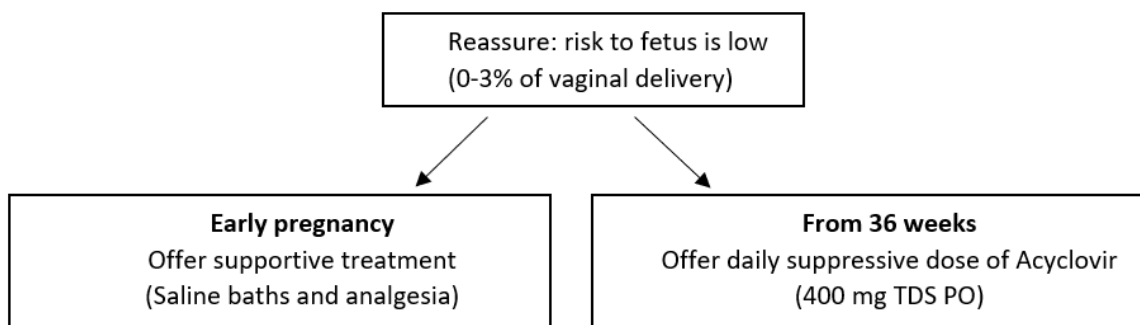 Reassure: risk to fetus is low
(0-3% of vaginal delivery)
Early pregnancy
Offer supportive treatment
(Saline baths and analgesia)
From 36 weeks
Offer daily suppressive dose of Acyclovir
(400 mg TDS PO)